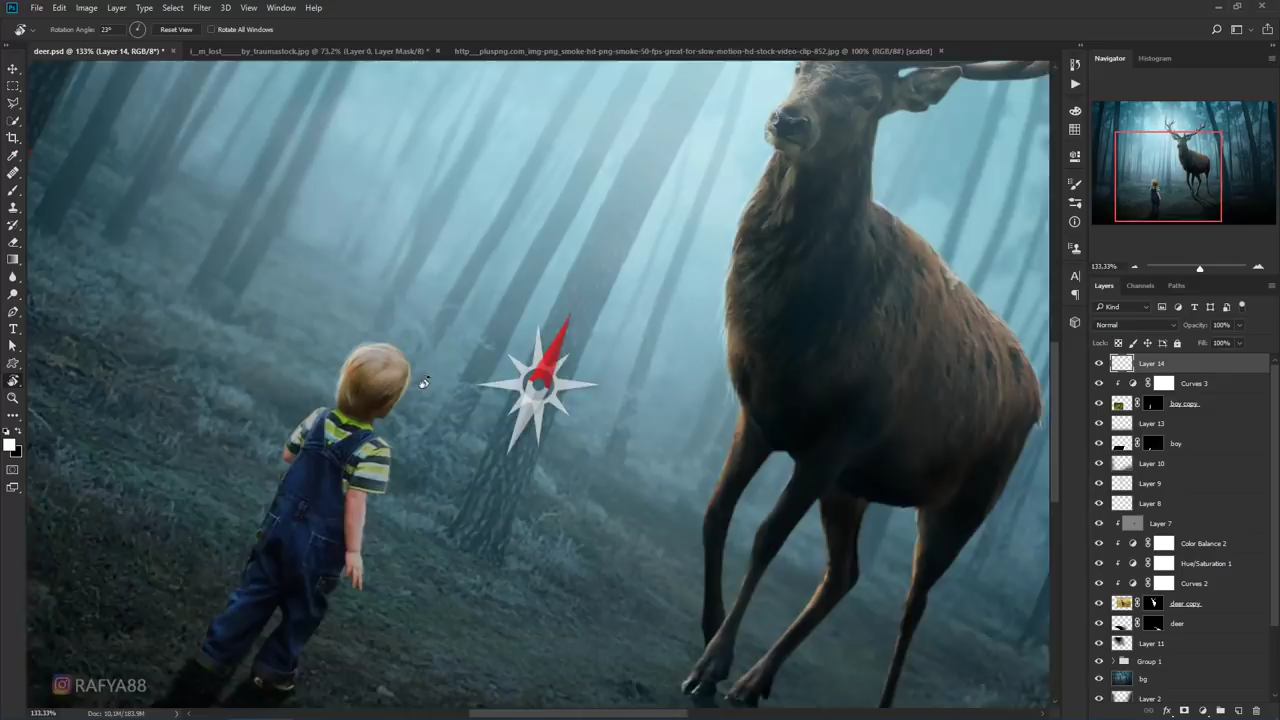 Ps File Edit Image Layer Type Select Filter 3D View Window Help
Rotation Angle: 23° Reset View Rotate All Windows
deer.psd @ 133% (Layer 14, RGB/8*) *
i__m_lost_____by_traumastock.jpg @ 73,2% (Layer 0, Layer Mask/8) *
http__pluspng.com_img-png_smoke-hd-png-smoke-50-fps-great-for-slow-motion-hd-stock-video-clip-852.jpg @ 100% (RGB/8#) [scaled]
Navigator Histogram
133,33%
Layers Channels Paths
Kind
Normal Opacity: 100%
Lock: Fill: 100%
Layer 14
Curves 3
boy copy
Layer 13
boy
Layer 10
Layer 9
Layer 8
Layer 7
Color Balance 2
Hue/Saturation 1
Curves 2
deer copy
deer
Layer 11
Group 1
bg
Layer 2
RAFYA88
133,33% Doc: 10,1M/183,9M